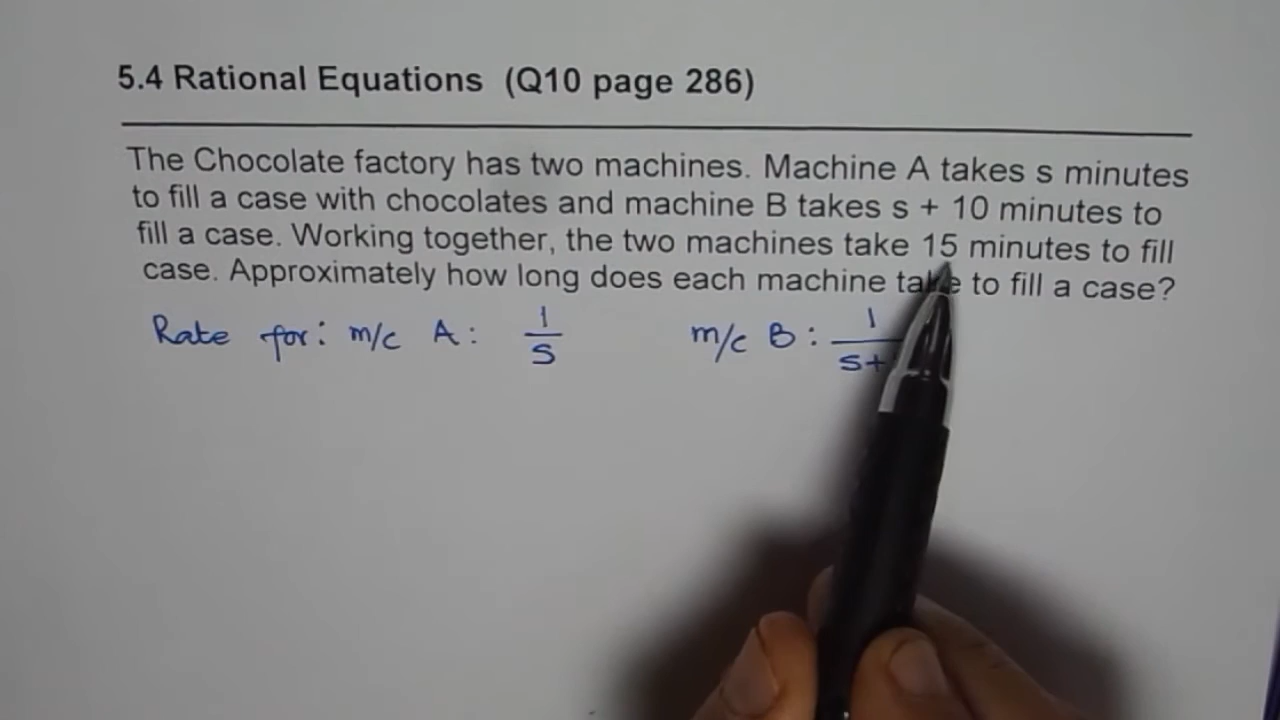 5.4 Rational Equations (Q10 page 286)
The Chocolate factory has two machines. Machine A takes s minutes
to fill a case with chocolates and machine B takes s + 10 minutes to
fill a case. Working together, the two machines take 15 minutes to fill
case. Approximately how long does each machine take to fill a case?
Rate for: m/c A: 1/s m/c B: 1/s+